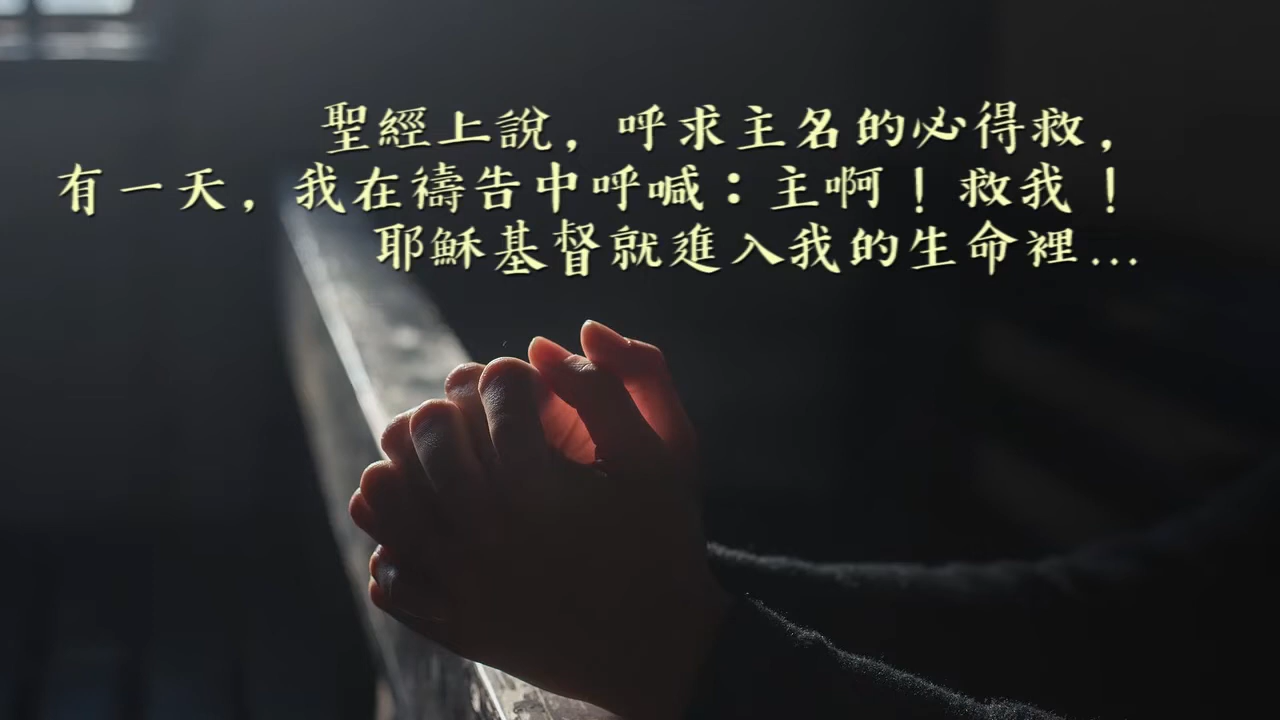 聖經上說，呼求主名的必得救，
有一天，我在禱告中呼喊：主啊！救我！
耶穌基督就進入我的生命裡...